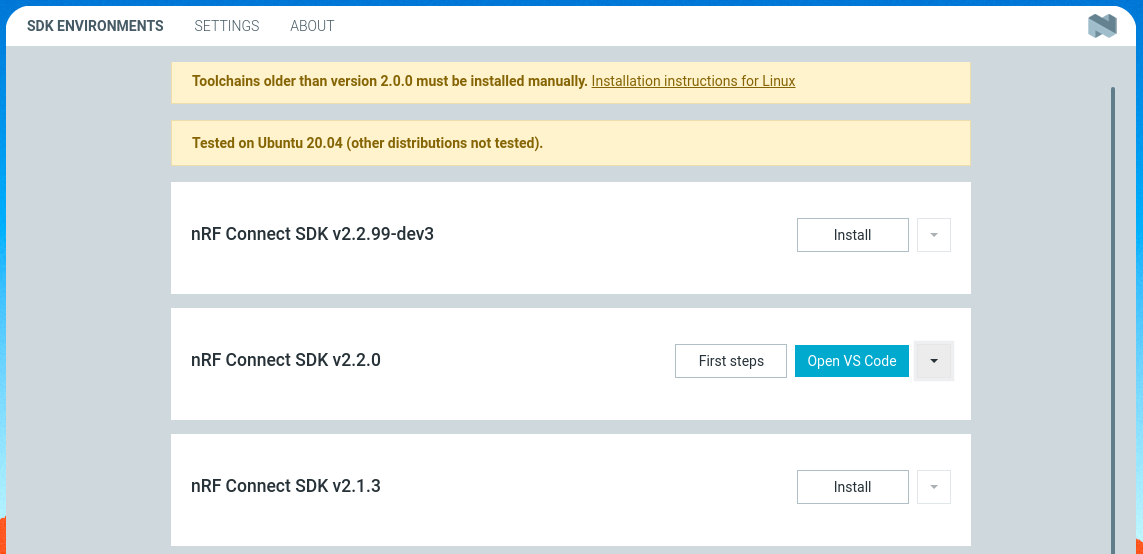 SDK ENVIRONMENTS SETTINGS ABOUT
Toolchains older than version 2.0.0 must be installed manually. Installation instructions for Linux
Tested on Ubuntu 20.04 (other distributions not tested).
nRF Connect SDK v2.2.99-dev3 Install
nRF Connect SDK v2.2.0 First steps Open VS Code
nRF Connect SDK v2.1.3 Install